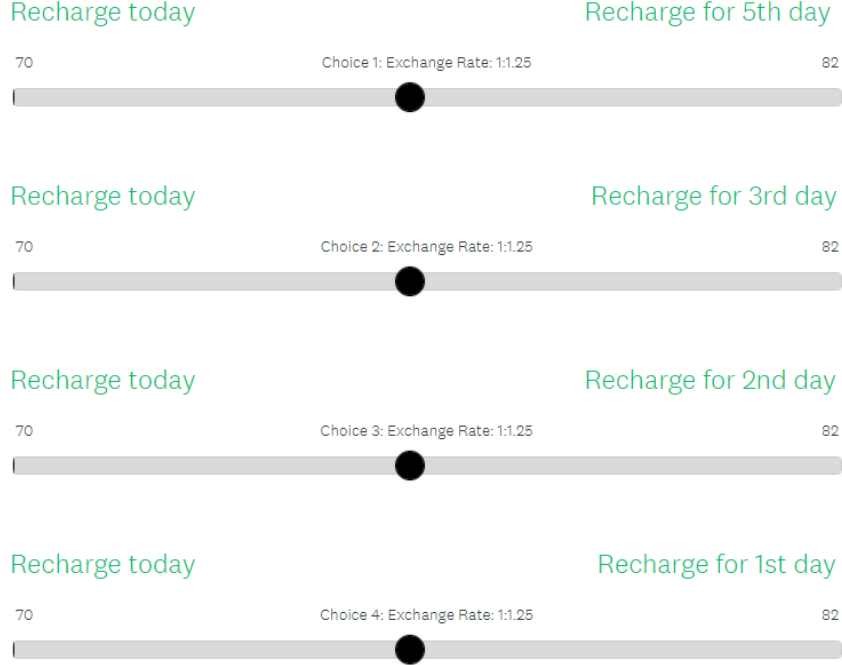 Recharge today Recharge for 5th day
70 Choice 1: Exchange Rate: 1:1.25 82
Recharge today Recharge for 3rd day
70 Choice 2: Exchange Rate: 1:1.25 82
Recharge today Recharge for 2nd day
70 Choice 3: Exchange Rate: 1:1.25 82
Recharge today Recharge for 1st day
70 Choice 4: Exchange Rate: 1:1.25 82